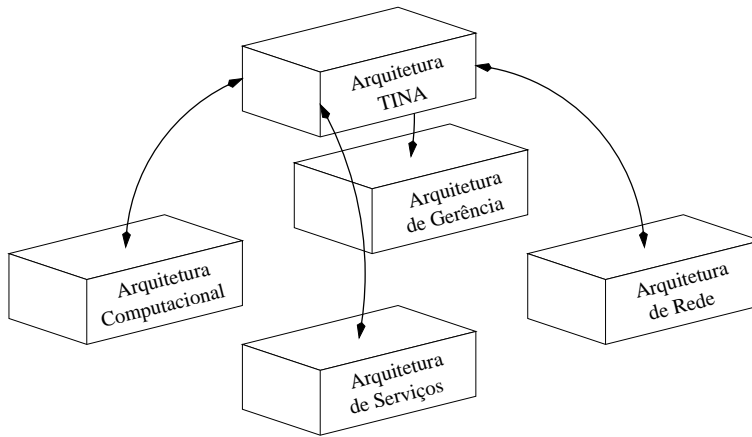 Arquitetura
TINA
Arquitetura
de Gerência
Arquitetura
Computacional
Arquitetura
de Rede
Arquitetura
de Serviços